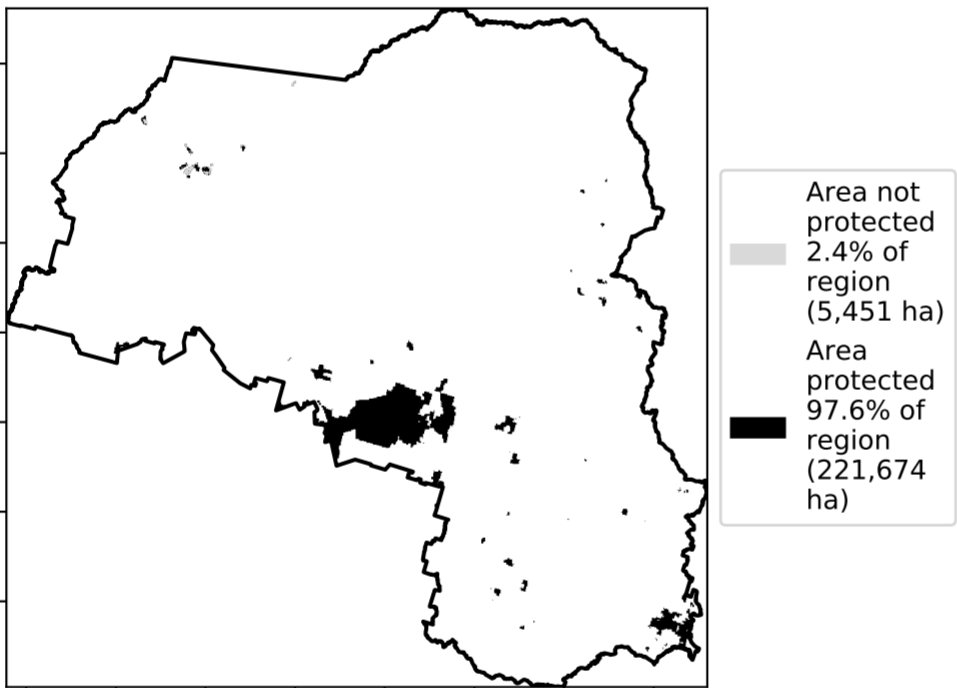 Area not
protected
2.4% of
region
(5,451 ha)
Area
protected
97.6% of
region
(221,674
ha)